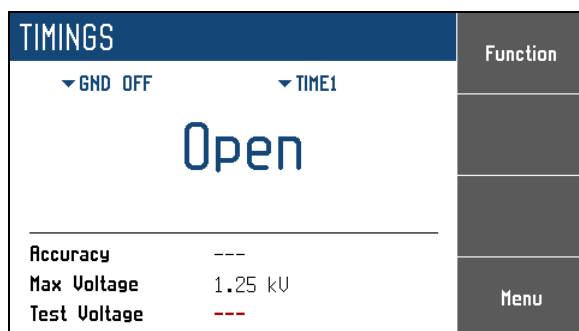 TIMINGS
Function
GND OFF
TIME1
Open
Accuracy ---
Max Voltage 1.25 kV
Test Voltage ---
Menu